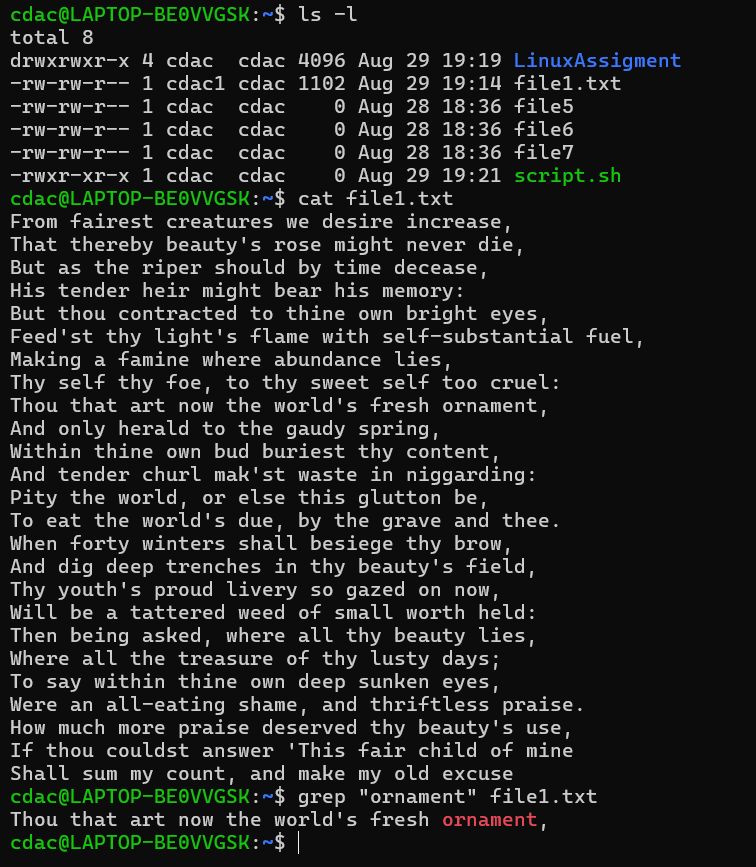 cdac@LAPTOP-BE0VVGSK:~$ ls -l
total 8
drwxrwxr-x 4 cdac  cdac 4096 Aug 29 19:19 LinuxAssigment
-rw-rw-r-- 1 cdac1 cdac 1102 Aug 29 19:14 file1.txt
-rw-rw-r-- 1 cdac  cdac    0 Aug 28 18:36 file5
-rw-rw-r-- 1 cdac  cdac    0 Aug 28 18:36 file6
-rw-rw-r-- 1 cdac  cdac    0 Aug 28 18:36 file7
-rwxr-xr-x 1 cdac  cdac    0 Aug 29 19:21 script.sh
cdac@LAPTOP-BE0VVGSK:~$ cat file1.txt
From fairest creatures we desire increase,
That thereby beauty's rose might never die,
But as the riper should by time decease,
His tender heir might bear his memory:
But thou contracted to thine own bright eyes,
Feed'st thy light's flame with self-substantial fuel,
Making a famine where abundance lies,
Thy self thy foe, to thy sweet self too cruel:
Thou that art now the world's fresh ornament,
And only herald to the gaudy spring,
Within thine own bud buriest thy content,
And tender churl mak'st waste in niggarding:
Pity the world, or else this glutton be,
To eat the world's due, by the grave and thee.
When forty winters shall besiege thy brow,
And dig deep trenches in thy beauty's field,
Thy youth's proud livery so gazed on now,
Will be a tattered weed of small worth held:
Then being asked, where all thy beauty lies,
Where all the treasure of thy lusty days;
To say within thine own deep sunken eyes,
Were an all-eating shame, and thriftless praise.
How much more praise deserved thy beauty's use,
If thou couldst answer 'This fair child of mine
Shall sum my count, and make my old excuse
cdac@LAPTOP-BE0VVGSK:~$ grep "ornament" file1.txt
Thou that art now the world's fresh ornament,
cdac@LAPTOP-BE0VVGSK:~$